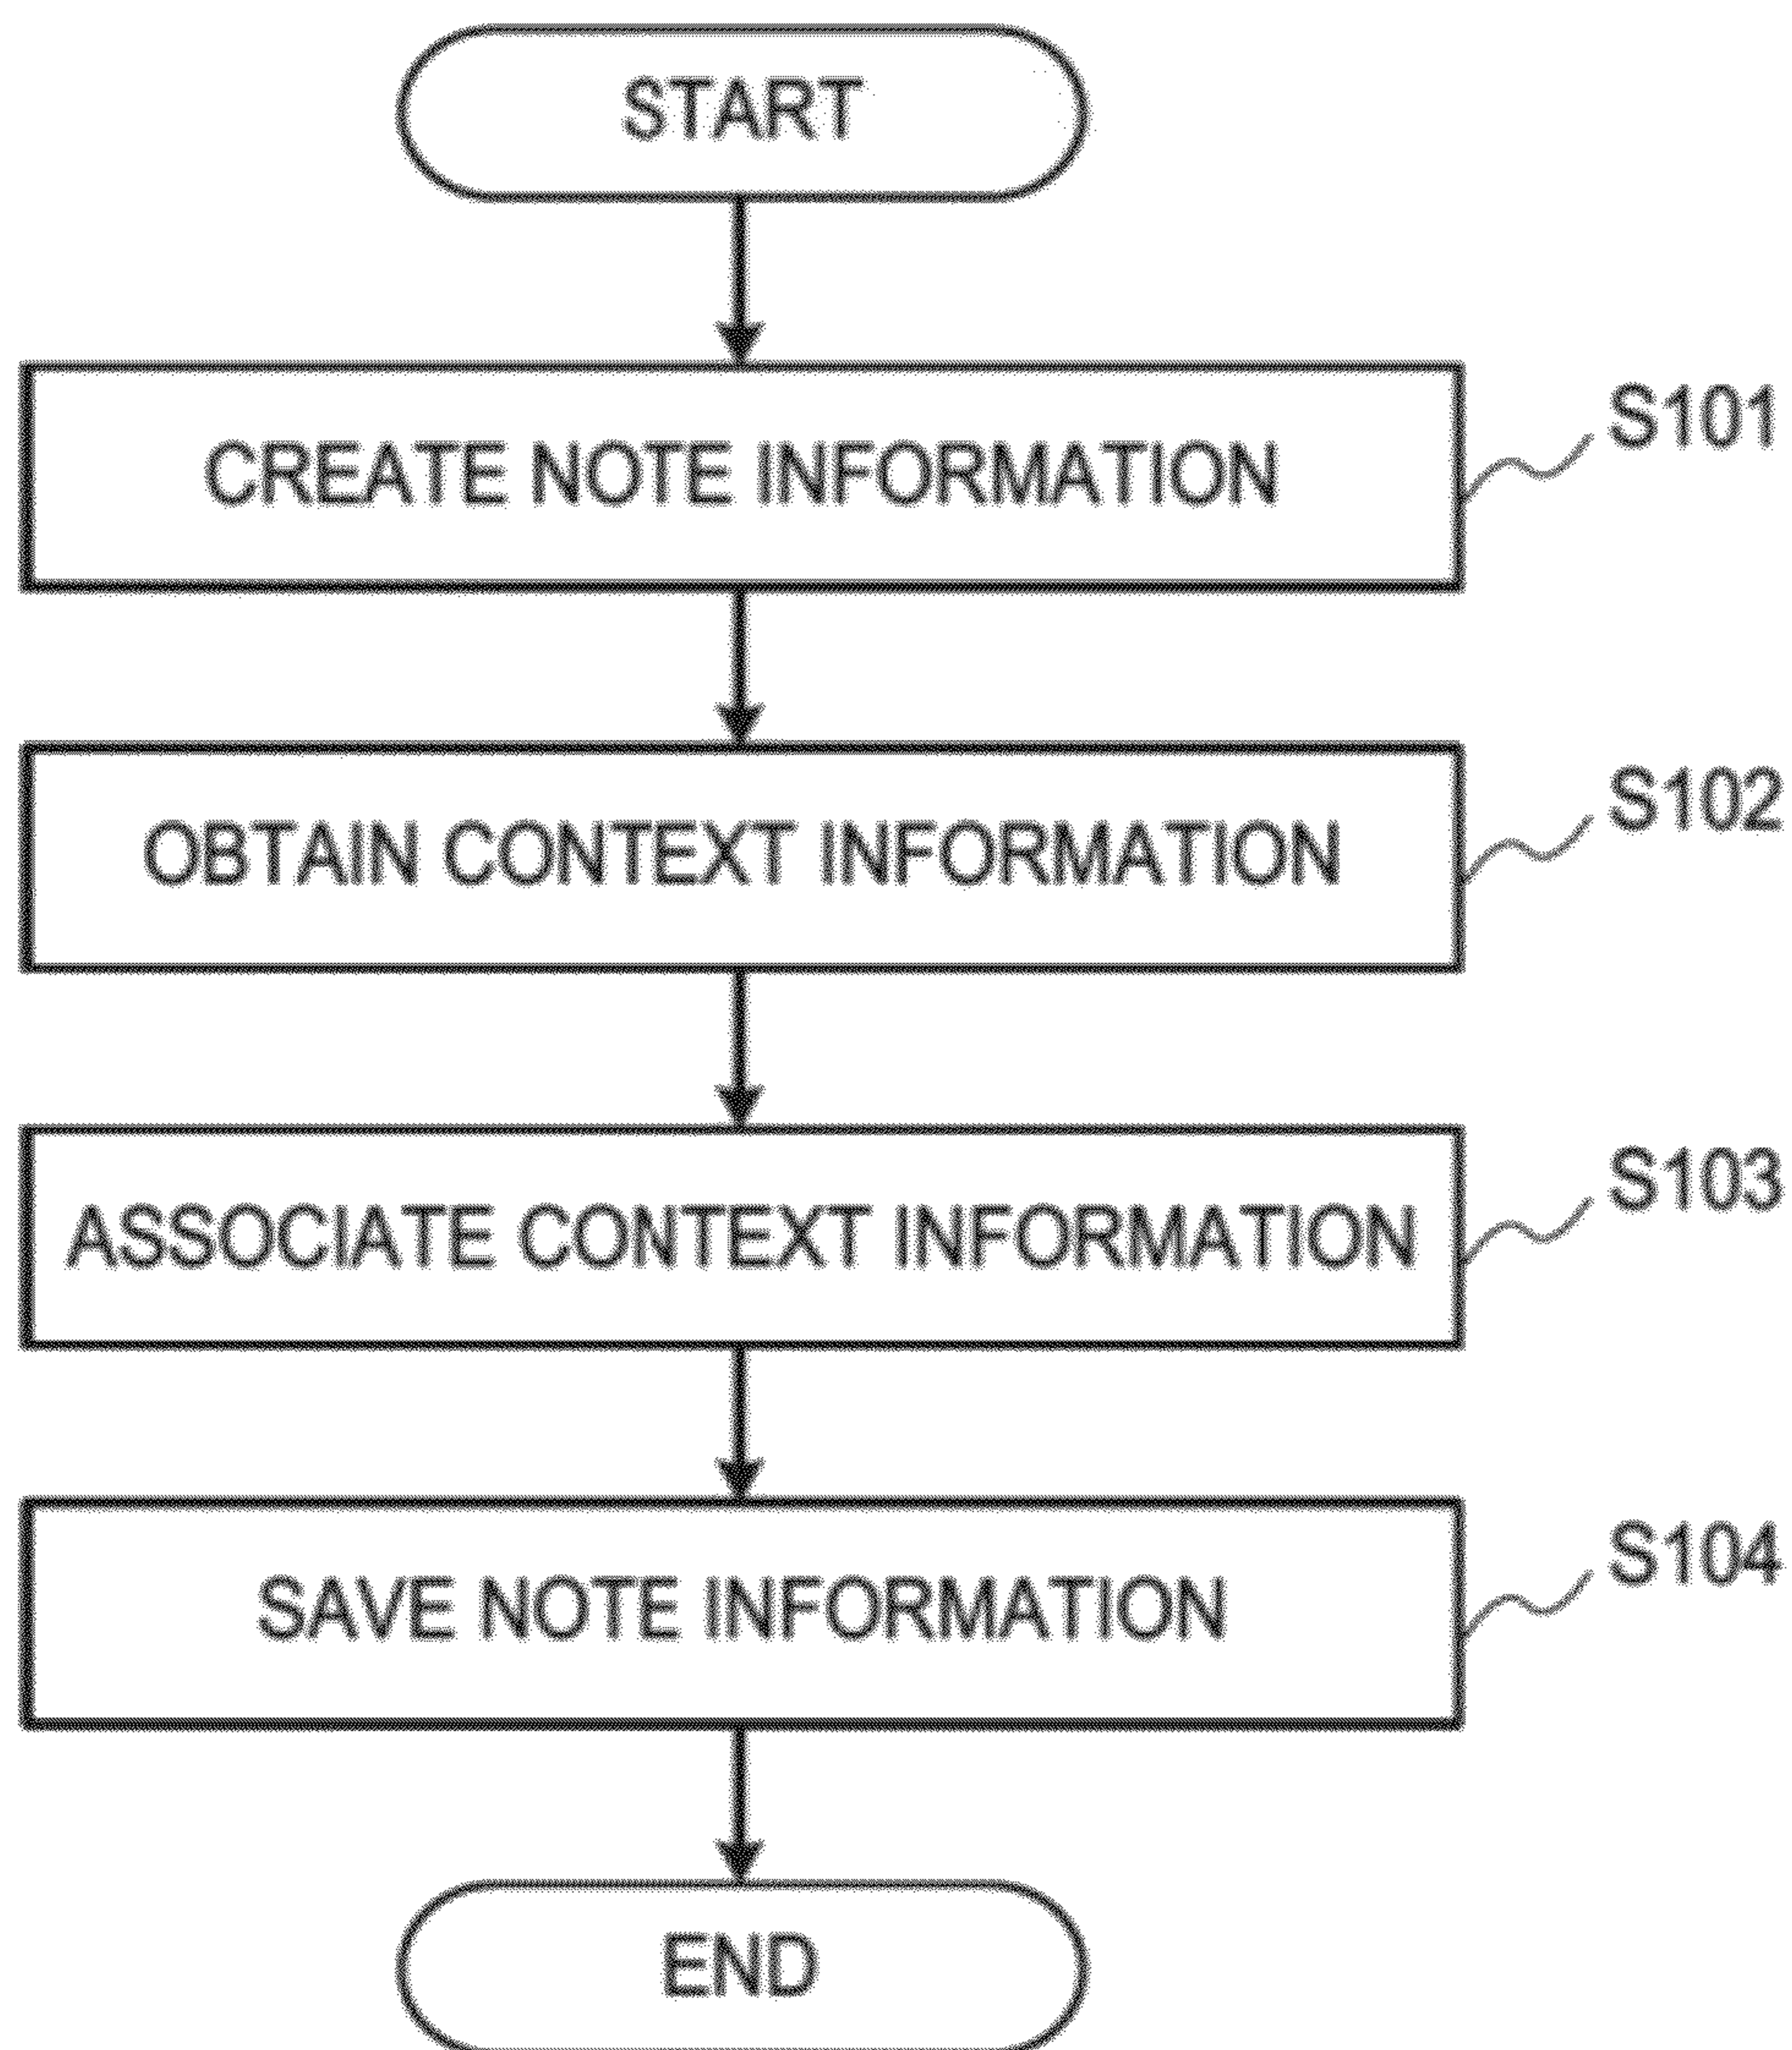 START
CREATE NOTE INFORMATION
S101
OBTAIN CONTEXT INFORMATION
S102
ASSOCIATE CONTEXT INFORMATION
S103
SAVE NOTE INFORMATION
S104
END